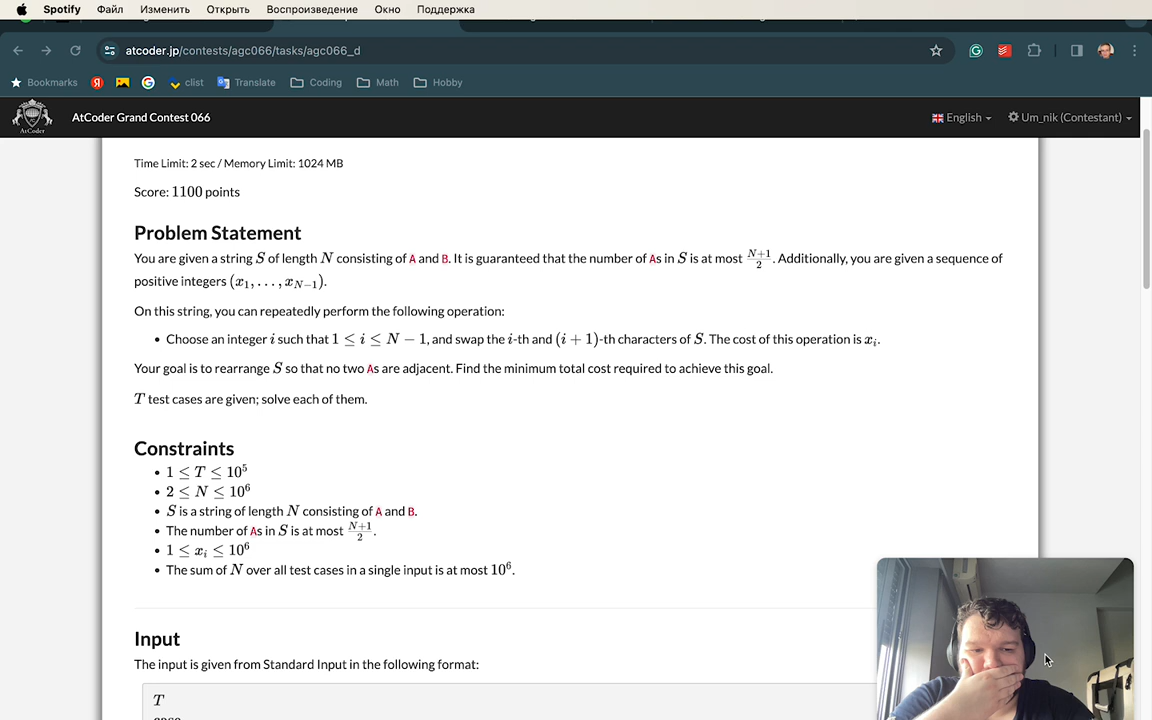 Spotify Файл Изменить Открыть Воспроизведение Окно Поддержка
atcoder.jp/contests/agc066/tasks/agc066_d
Bookmarks clist Translate Coding Math Hobby
AtCoder Grand Contest 066 English Um_nik (Contestant)
AtCoder
Time Limit: 2 sec / Memory Limit: 1024 MB
Score: 1100 points
Problem Statement
You are given a string S of length N consisting of A and B. It is guaranteed that the number of As in S is at most (N+1)/2. Additionally, you are given a sequence of
positive integers (x₁, . . . , x_{N−1}).
On this string, you can repeatedly perform the following operation:
• Choose an integer i such that 1 ≤ i ≤ N − 1, and swap the i-th and (i + 1)-th characters of S. The cost of this operation is xᵢ.
Your goal is to rearrange S so that no two As are adjacent. Find the minimum total cost required to achieve this goal.
T test cases are given; solve each of them.
Constraints
• 1 ≤ T ≤ 10⁵
• 2 ≤ N ≤ 10⁶
• S is a string of length N consisting of A and B.
• The number of As in S is at most (N+1)/2.
• 1 ≤ xᵢ ≤ 10⁶
• The sum of N over all test cases in a single input is at most 10⁶.
Input
The input is given from Standard Input in the following format:
T